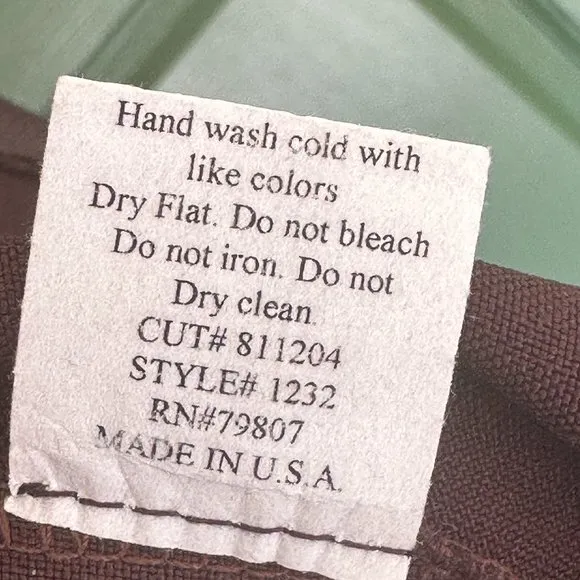 Hand wash cold with
like colors
Dry Flat. Do not bleach
Do not iron. Do not
Dry clean.
CUT# 811204
STYLE# 1232
RN#79807
MADE IN U.S.A.